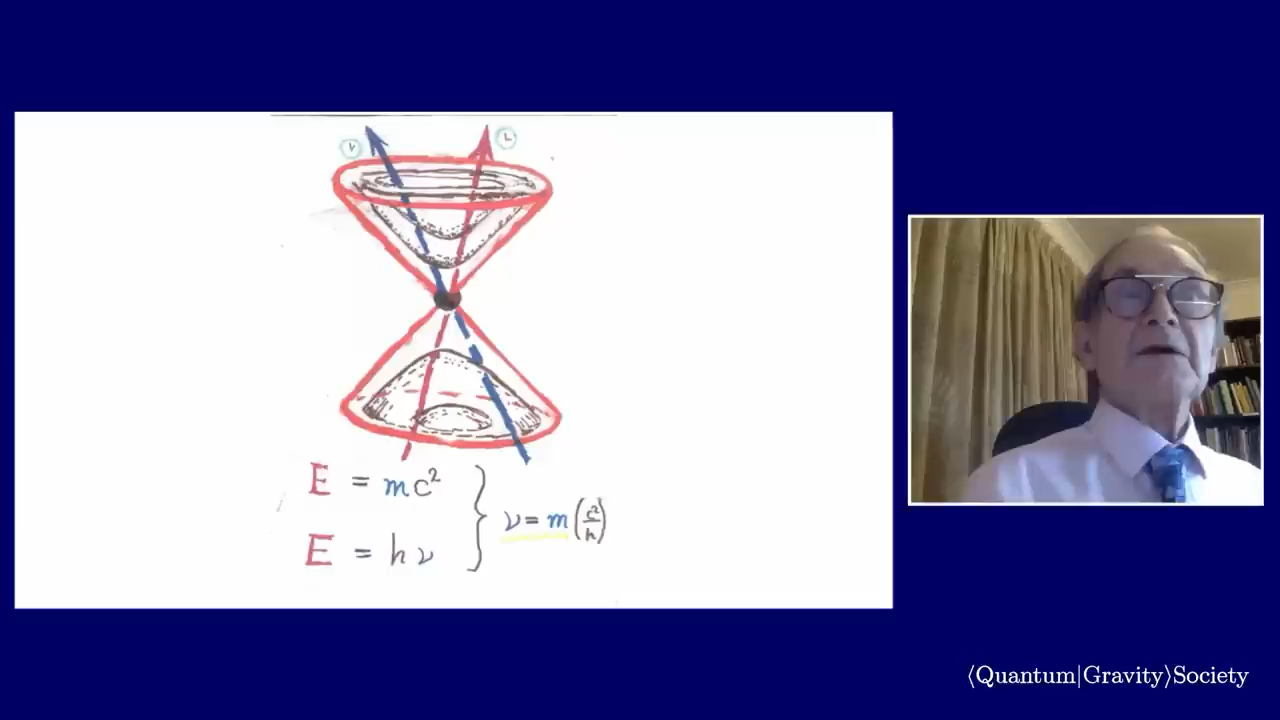 E = mc²
E = hν
ν = m(c²/h)
⟨Quantum|Gravity⟩Society